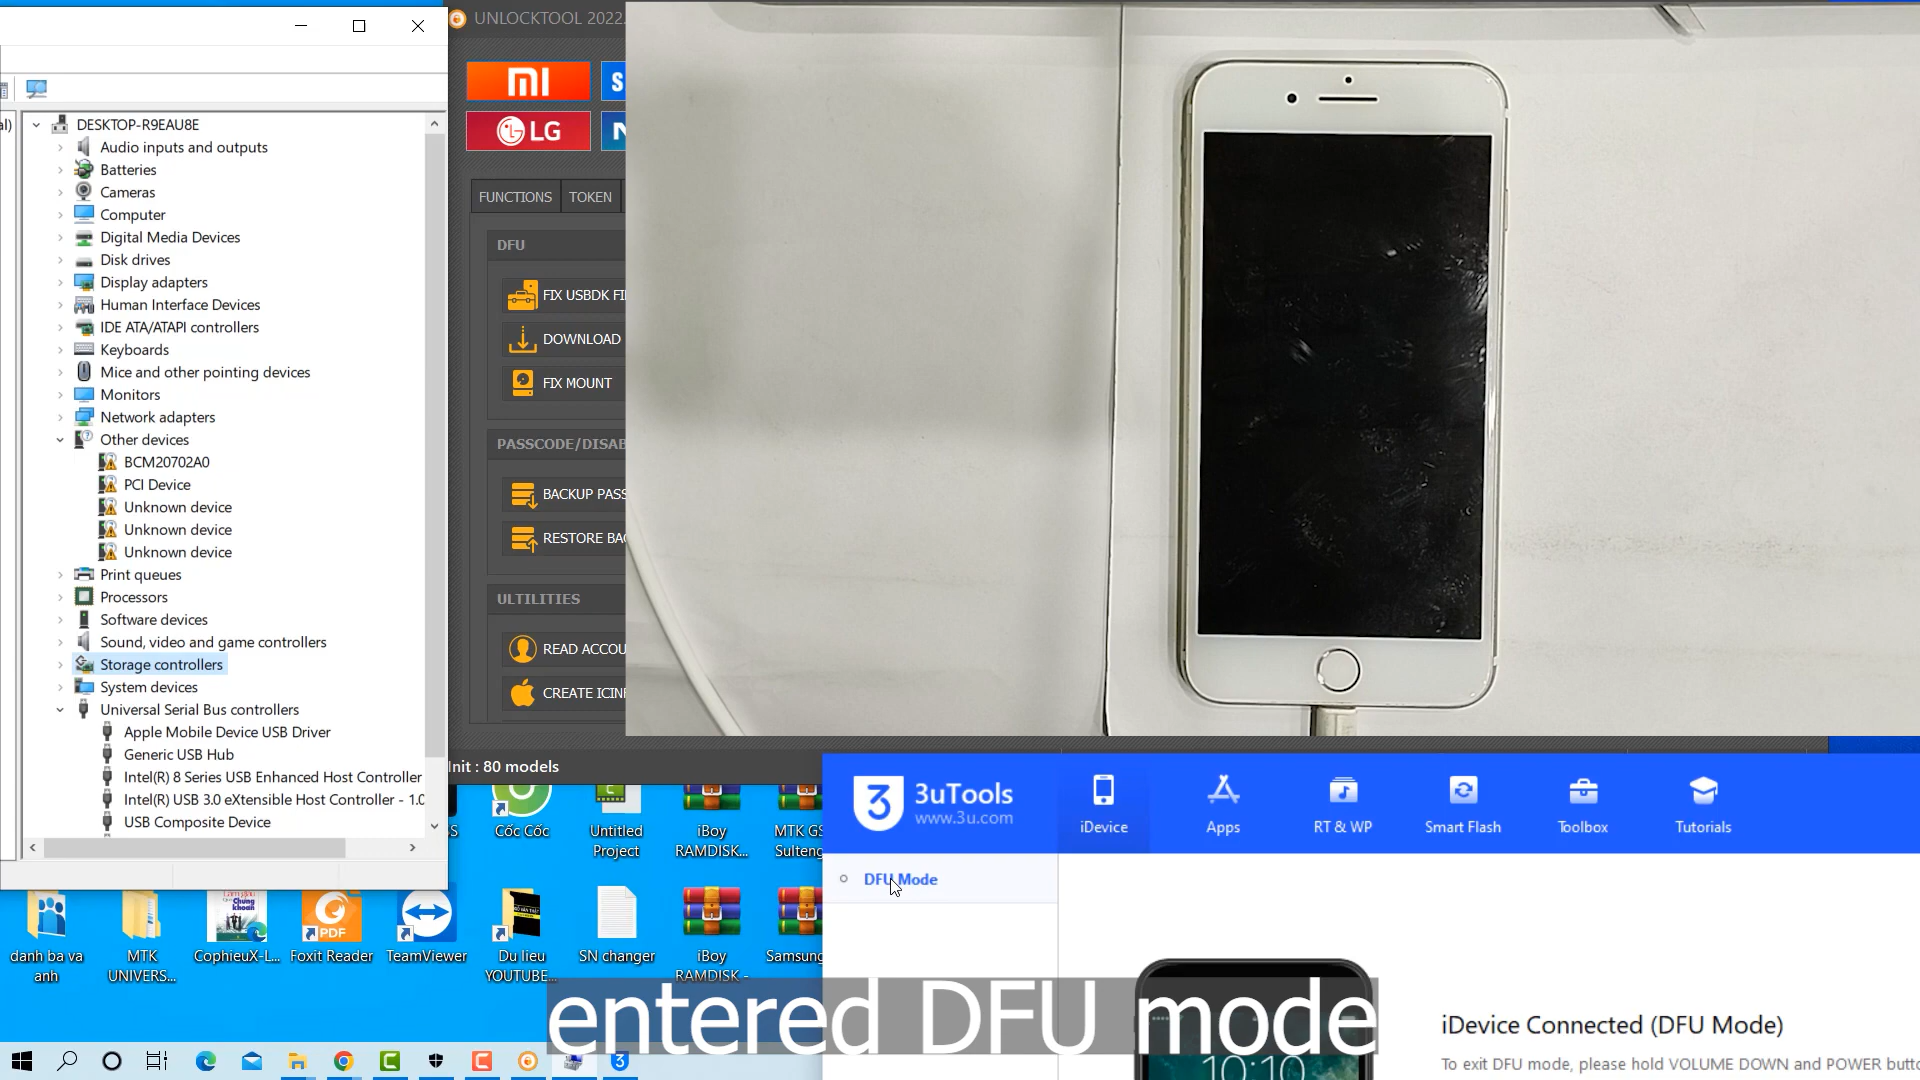 al)
DESKTOP-R9EAU8E
Audio inputs and outputs
Batteries
Cameras
Computer
Digital Media Devices
Disk drives
Display adapters
Human Interface Devices
IDE ATA/ATAPI controllers
Keyboards
Mice and other pointing devices
Monitors
Network adapters
Other devices
BCM20702A0
PCI Device
Unknown device
Unknown device
Unknown device
Print queues
Processors
Software devices
Sound, video and game controllers
Storage controllers
System devices
Universal Serial Bus controllers
Apple Mobile Device USB Driver
Generic USB Hub
Intel(R) 8 Series USB Enhanced Host Controller
Intel(R) USB 3.0 eXtensible Host Controller - 1.0
USB Composite Device
UNLOCKTOOL 2022.
LG
FUNCTIONS TOKEN
DFU
FIX USBDK FI
DOWNLOAD
FIX MOUNT
PASSCODE/DISAB
BACKUP PASS
RESTORE BAC
ULTILITIES
READ ACCOU
CREATE ICIN
Init : 80 models
Cốc Cốc
Untitled
Project
iBoy
RAMDISK...
MTK GS
Sulteng
danh ba va
anh
MTK
UNIVERS...
CophieuX-L...
Foxit Reader
TeamViewer
Du lieu
YOUTUBE...
SN changer
iBoy
RAMDISK -
Samsung
3uTools
www.3u.com
iDevice
Apps
RT & WP
Smart Flash
Toolbox
Tutorials
DFU Mode
10:10
iDevice Connected (DFU Mode)
To exit DFU mode, please hold VOLUME DOWN and POWER butto
entered DFU mode